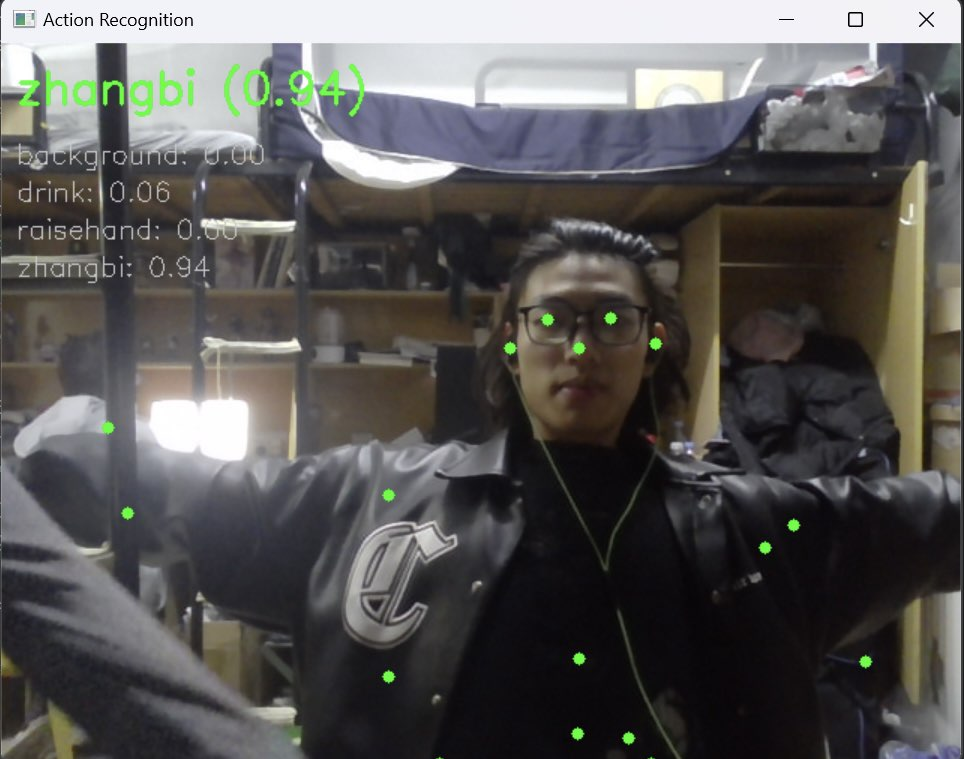 Action Recognition
zhangbi (0.94)
background: 0.00
drink: 0.06
raisehand: 0.00
zhangbi: 0.94
C